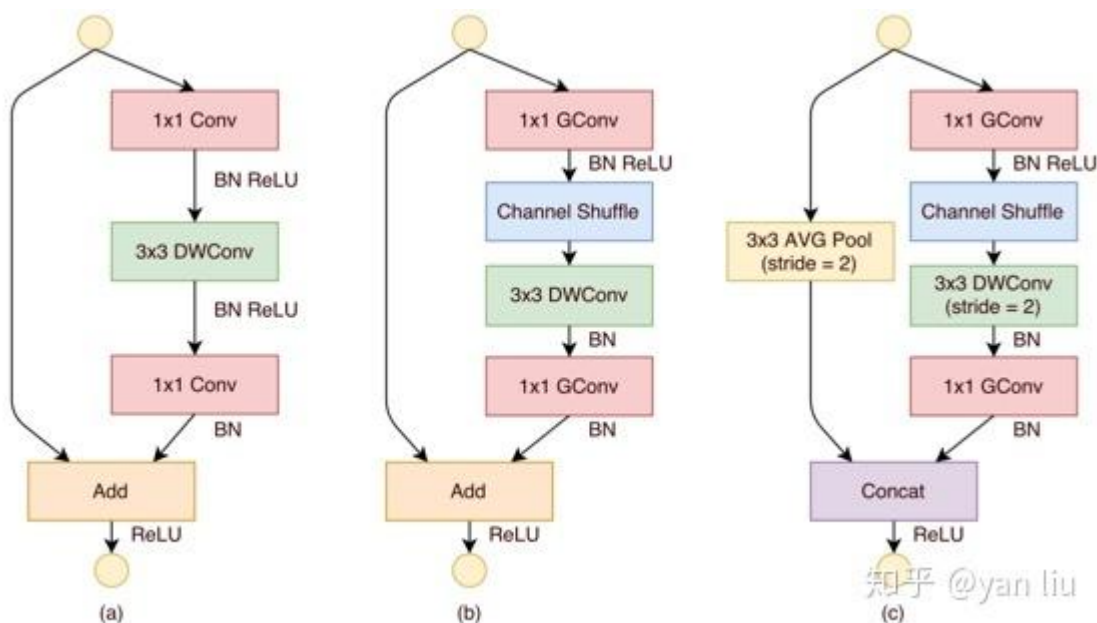 1x1 Conv
BN ReLU
3x3 DWConv
BN ReLU
1x1 Conv
BN
Add
ReLU
(a)
1x1 GConv
BN ReLU
Channel Shuffle
3x3 DWConv
BN
1x1 GConv
BN
Add
ReLU
(b)
1x1 GConv
BN ReLU
Channel Shuffle
3x3 AVG Pool
(stride = 2)
3x3 DWConv
(stride = 2)
BN
1x1 GConv
BN
Concat
ReLU
(c)
知乎 @yan liu